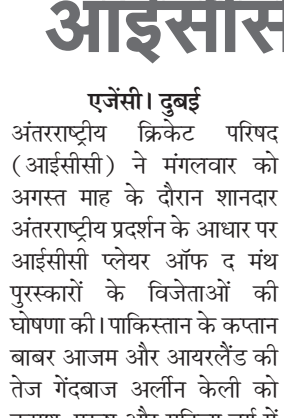 आईसीस
एजेंसी। दुबई
अंतरराष्ट्रीय क्रिकेट परिषद
(आईसीसी) ने मंगलवार को
अगस्त माह के दौरान शानदार
अंतरराष्ट्रीय प्रदर्शन के आधार पर
आईसीसी प्लेयर ऑफ द मंथ
पुरस्कारों के विजेताओं की
घोषणा की। पाकिस्तान के कप्तान
बाबर आजम और आयरलैंड की
तेज गेंदबाज अर्लीन केली को